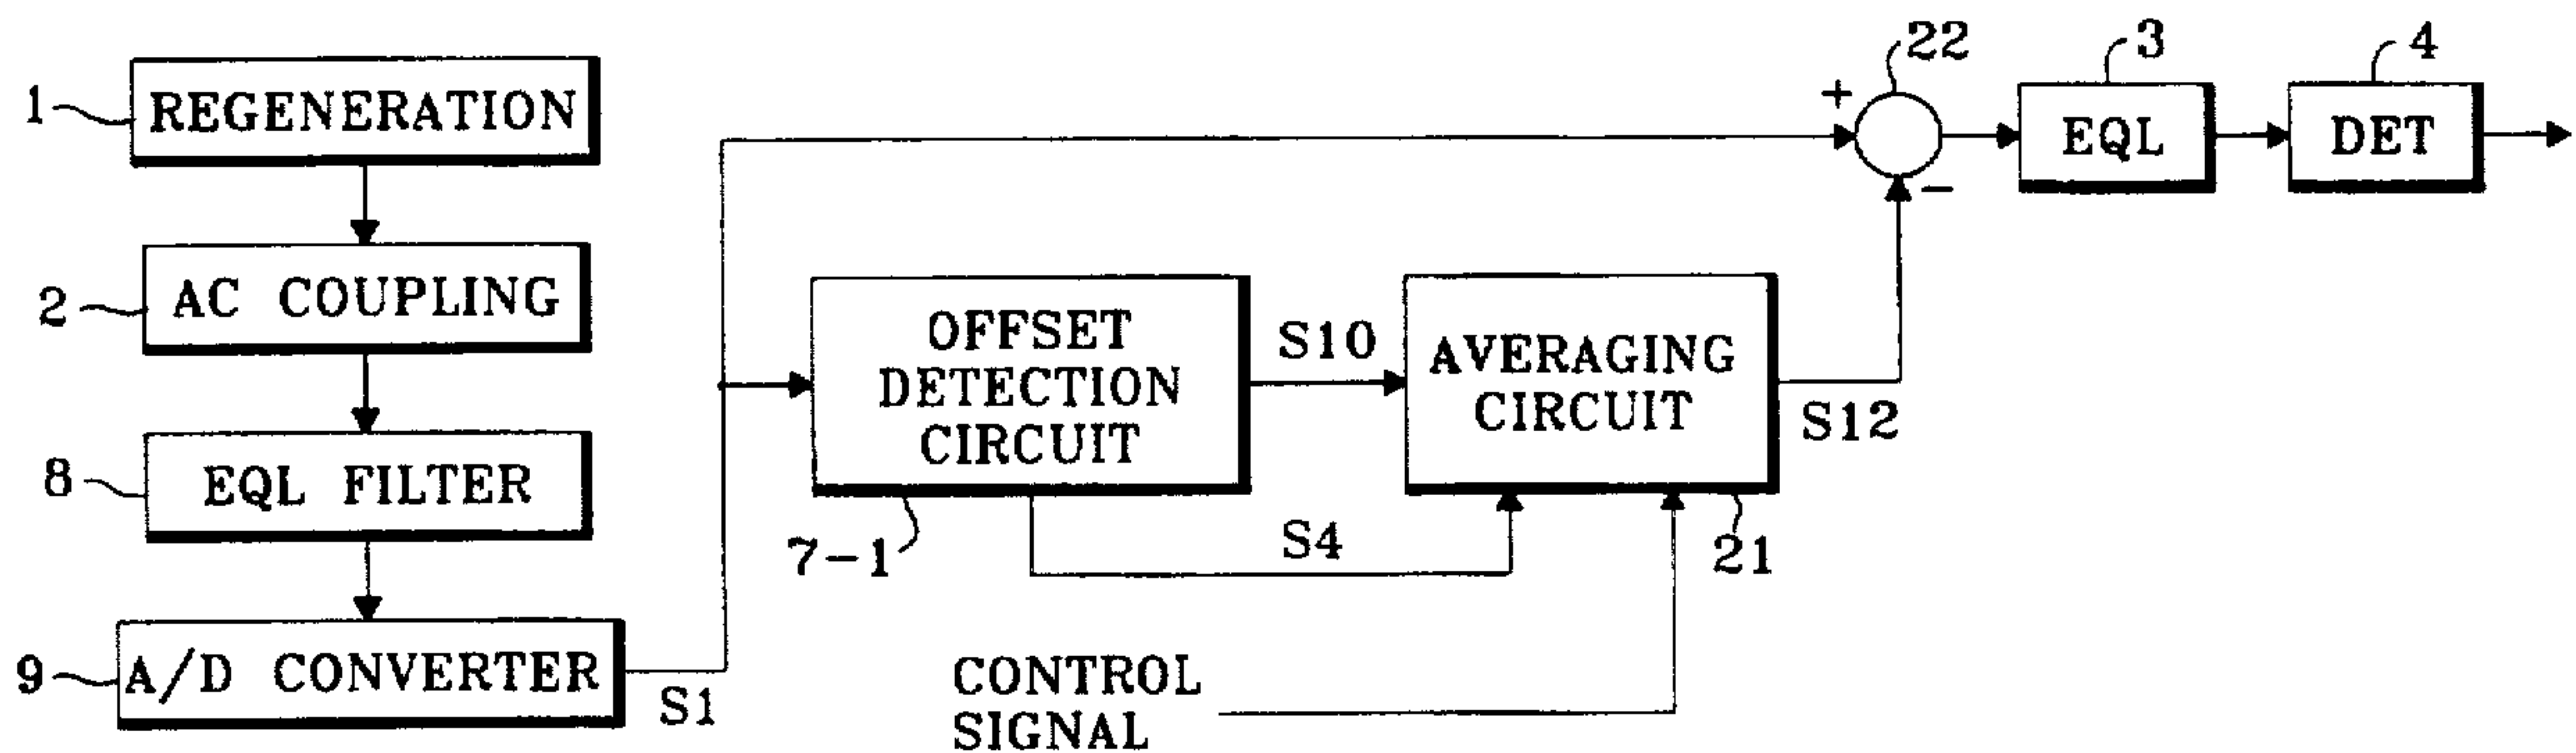 1
REGENERATION
2
AC COUPLING
8
EQL FILTER
9
A/D CONVERTER
S1
OFFSET
DETECTION
CIRCUIT
7-1
S10
S4
AVERAGING
CIRCUIT
21
S12
CONTROL
SIGNAL
+
22
-
3
EQL
4
DET